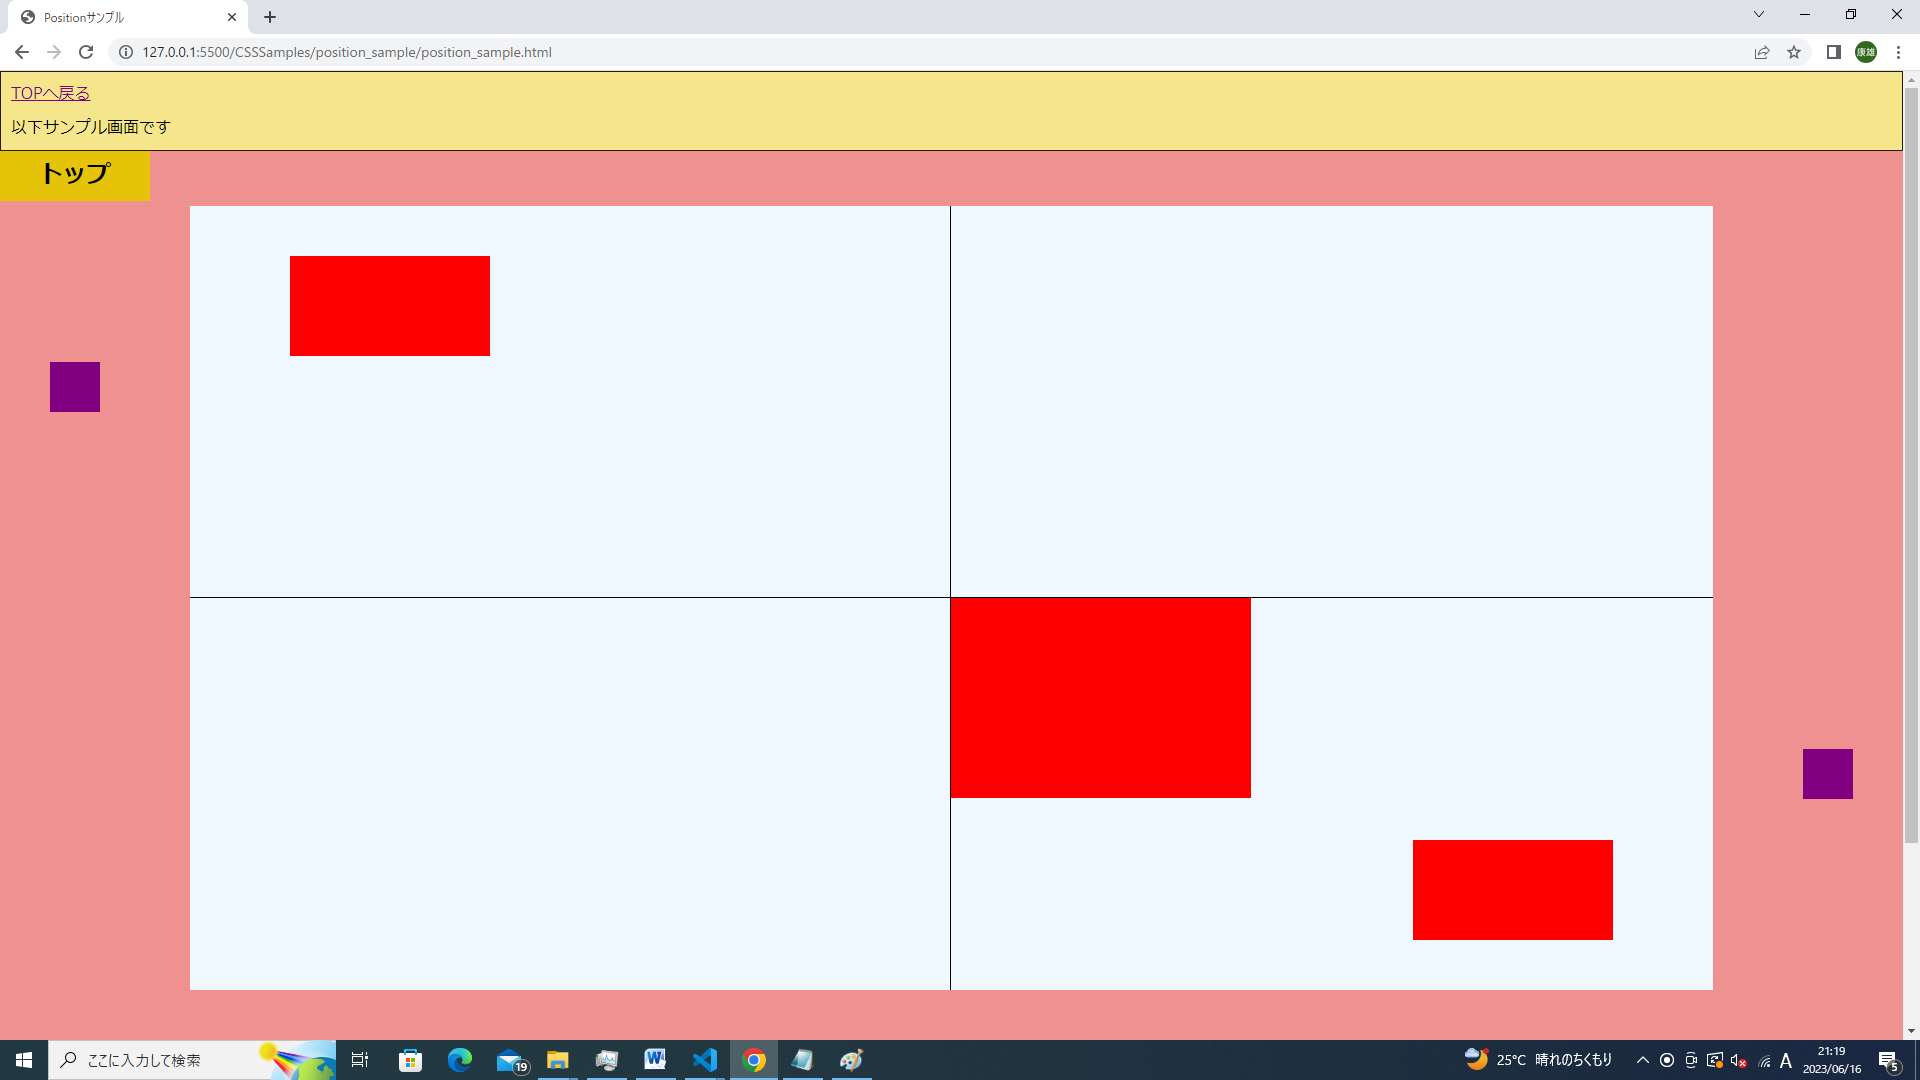 Positionサンプル
127.0.0.1:5500/CSSSamples/position_sample/position_sample.html
康雄
TOPへ戻る
以下サンプル画面です
トップ
ここに入力して検索
19
W
25°C 晴れのちくもり
A
21:19
2023/06/16
5